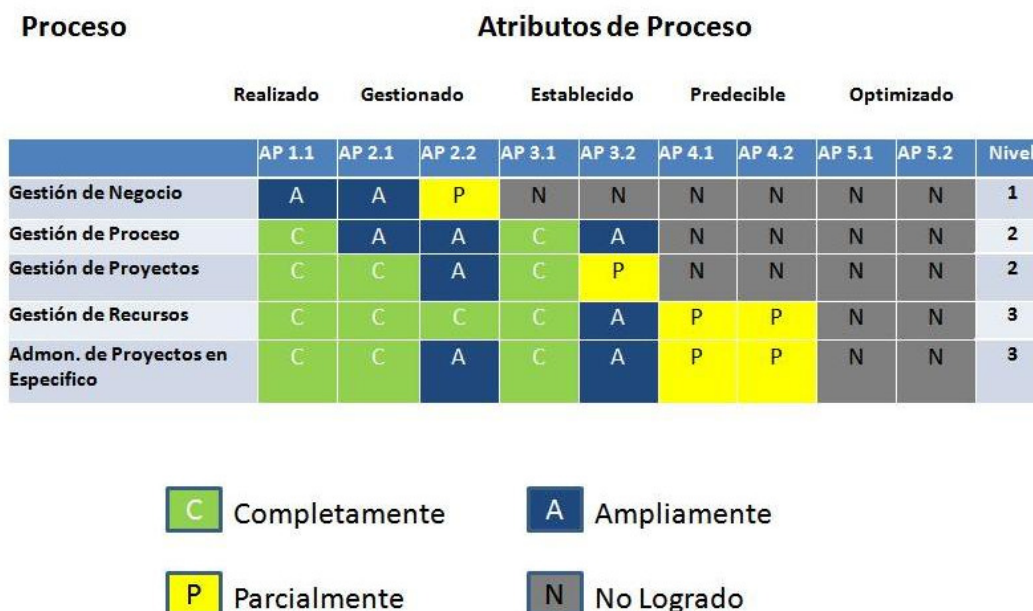 Proceso Atributos de Proceso
Realizado Gestionado Establecido Predecible Optimizado
AP 1.1 AP 2.1 AP 2.2 AP 3.1 AP 3.2 AP 4.1 AP 4.2 AP 5.1 AP 5.2 Nivel
Gestión de Negocio A A P N N N N N N 1
Gestión de Proceso C A A C A N N N N 2
Gestión de Proyectos C C A C P N N N N 2
Gestión de Recursos C C C C A P P N N 3
Admon. de Proyectos en C C A C A P P N N 3
Especifico
C Completamente A Ampliamente
P Parcialmente N No Logrado